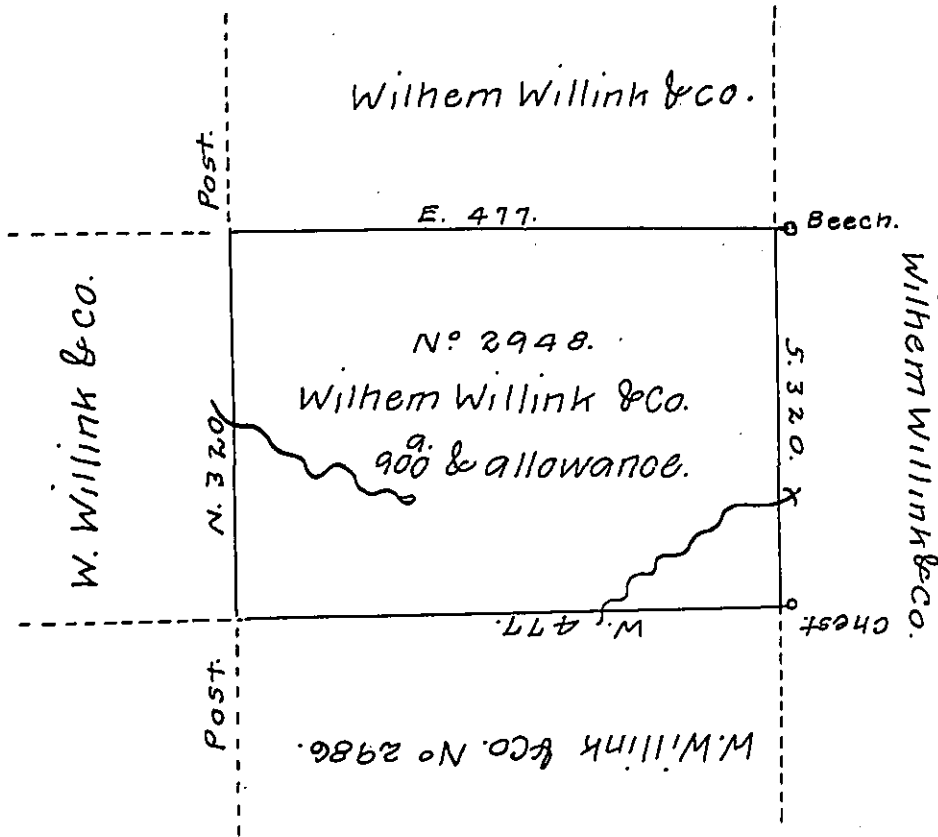 Wilhem Willink & Co.
Post.
E. 477.
Beech.
W. Willink & Co.
N. 320
Nº 2948.
Wilhem Willink & Co.
900 a. & allowance.
S. 320.
Wilhem Willink & Co.
W. 477.
Chest
Post.
W. Willink & Co. Nº 2986.